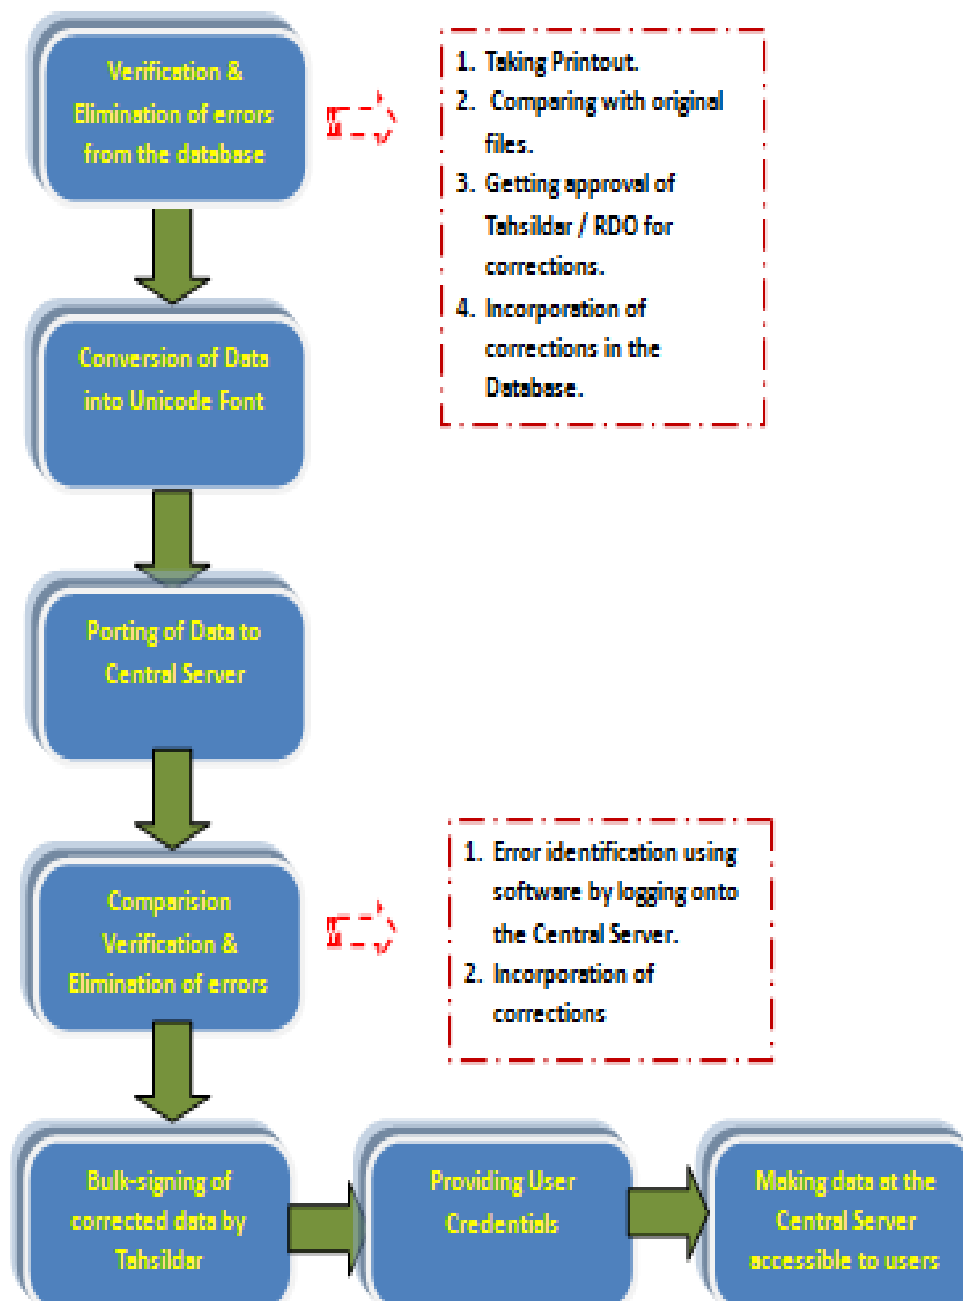 Verification &
Elimination of errors
from the database
1. Taking Printout.
2. Comparing with original
files.
3. Getting approval of
Tahsildar / RDO for
corrections.
4. Incorporation of
corrections in the
Database.
Conversion of Data
into Unicode Font
Porting of Data to
Central Server
Comparision
Verification &
Elimination of errors
1. Error identification using
software by logging onto
the Central Server.
2. Incorporation of
corrections
Bulk-signing of
corrected data by
Tahsildar
Providing User
Credentials
Making data at the
Central Server
accessible to users